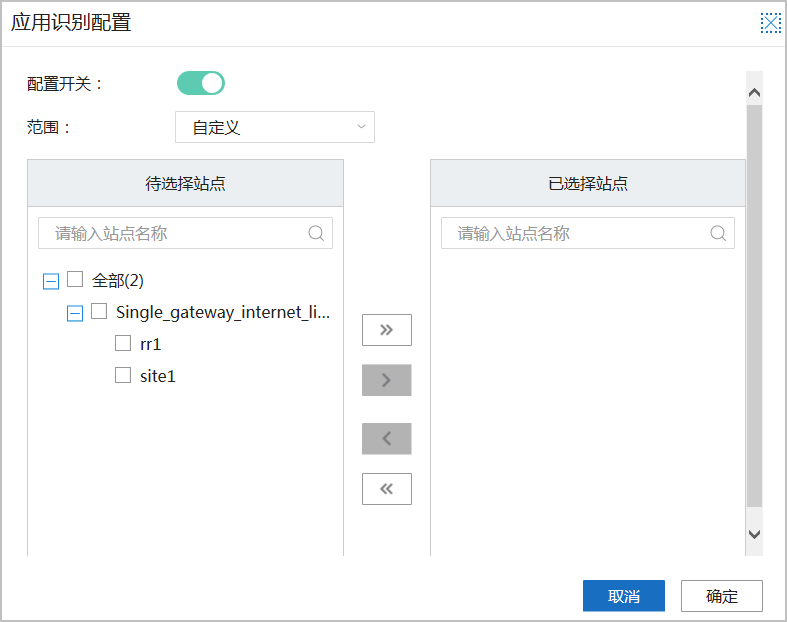 应用识别配置
配置开关：
范围：
自定义
待选择站点
已选择站点
请输入站点名称
请输入站点名称
全部(2)
Single_gateway_internet_li...
rr1
site1
取消
确定